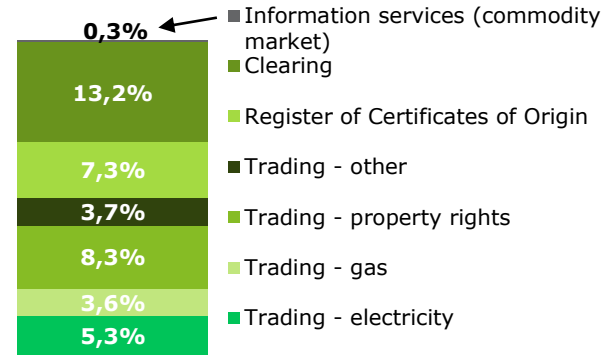 0,3%
Information services (commodity
market)
13,2%
Clearing
7,3%
Register of Certificates of Origin
3,7%
Trading - other
8,3%
Trading - property rights
3,6%
Trading - gas
5,3%
Trading - electricity